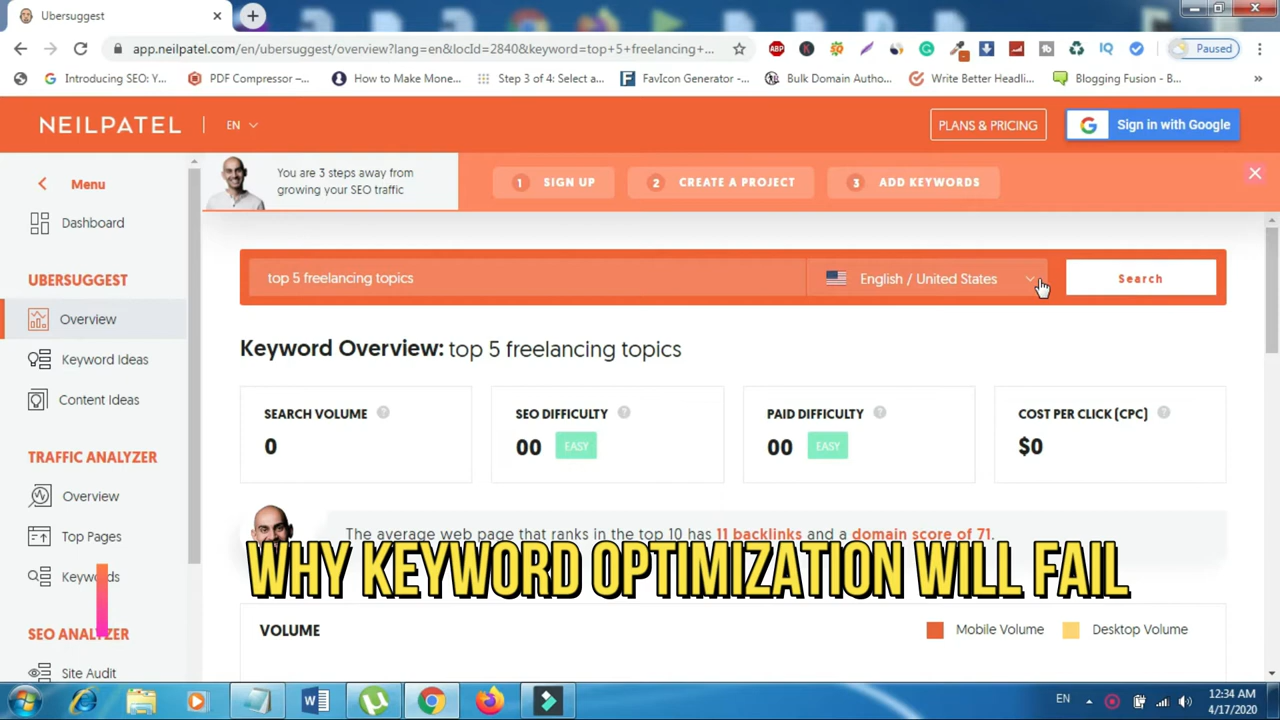 Ubersuggest
app.neilpatel.com/en/ubersuggest/overview?lang=en&locId=2840&keyword=top+5+freelancing+...
ABP
IQ
Paused
Introducing SEO: Y...
PDF Compressor –...
How to Make Mone...
Step 3 of 4: Select a...
FavIcon Generator -...
Bulk Domain Autho...
Write Better Headli...
Blogging Fusion - B...
»
NEILPATEL
EN
PLANS & PRICING
Sign in with Google
Menu
You are 3 steps away from
growing your SEO traffic
1 SIGN UP
2 CREATE A PROJECT
3 ADD KEYWORDS
Dashboard
UBERSUGGEST
Overview
Keyword Ideas
Content Ideas
TRAFFIC ANALYZER
Overview
Top Pages
Keywords
SEO ANALYZER
Site Audit
top 5 freelancing topics
English / United States
Search
Keyword Overview: top 5 freelancing topics
SEARCH VOLUME ?
0
SEO DIFFICULTY ?
00 EASY
PAID DIFFICULTY ?
00 EASY
COST PER CLICK (CPC) ?
$0
The average web page that ranks in the top 10 has 11 backlinks and a domain score of 71.
WHY KEYWORD OPTIMIZATION WILL FAIL
VOLUME
Mobile Volume
Desktop Volume
EN
12:34 AM
4/17/2020